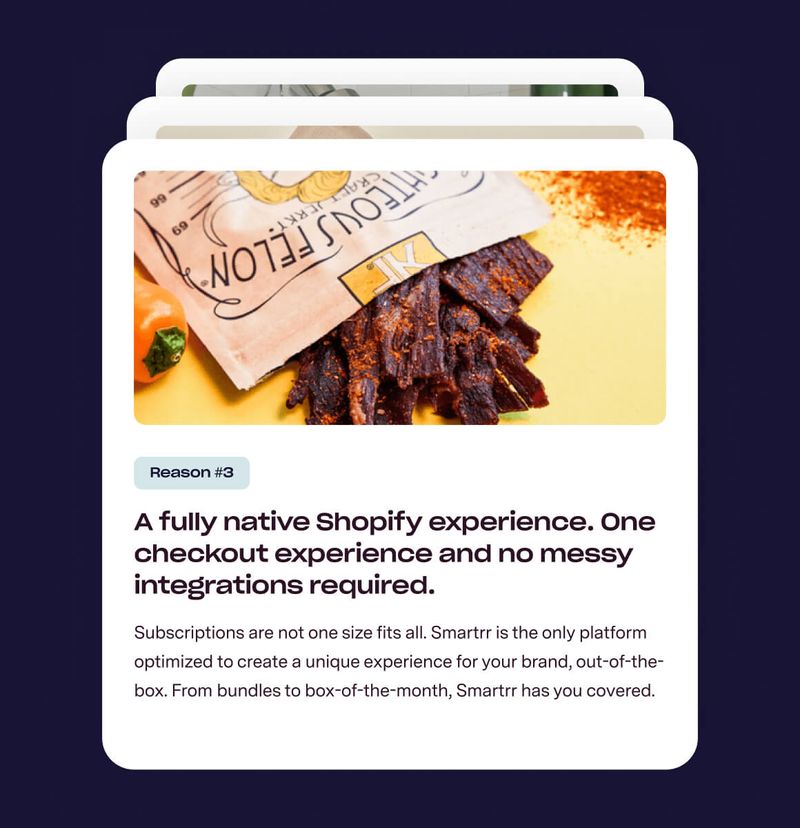 69
66
RIGHTEOUS FELON®
CRAFT JERKY
Reason #3
A fully native Shopify experience. One
checkout experience and no messy
integrations required.
Subscriptions are not one size fits all. Smartrr is the only platform
optimized to create a unique experience for your brand, out-of-the-
box. From bundles to box-of-the-month, Smartrr has you covered.